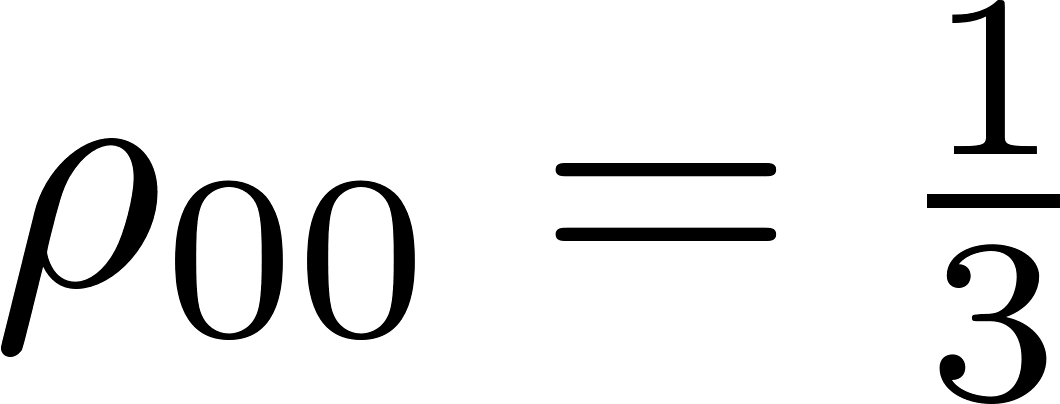 ρ₀₀ = 1/3